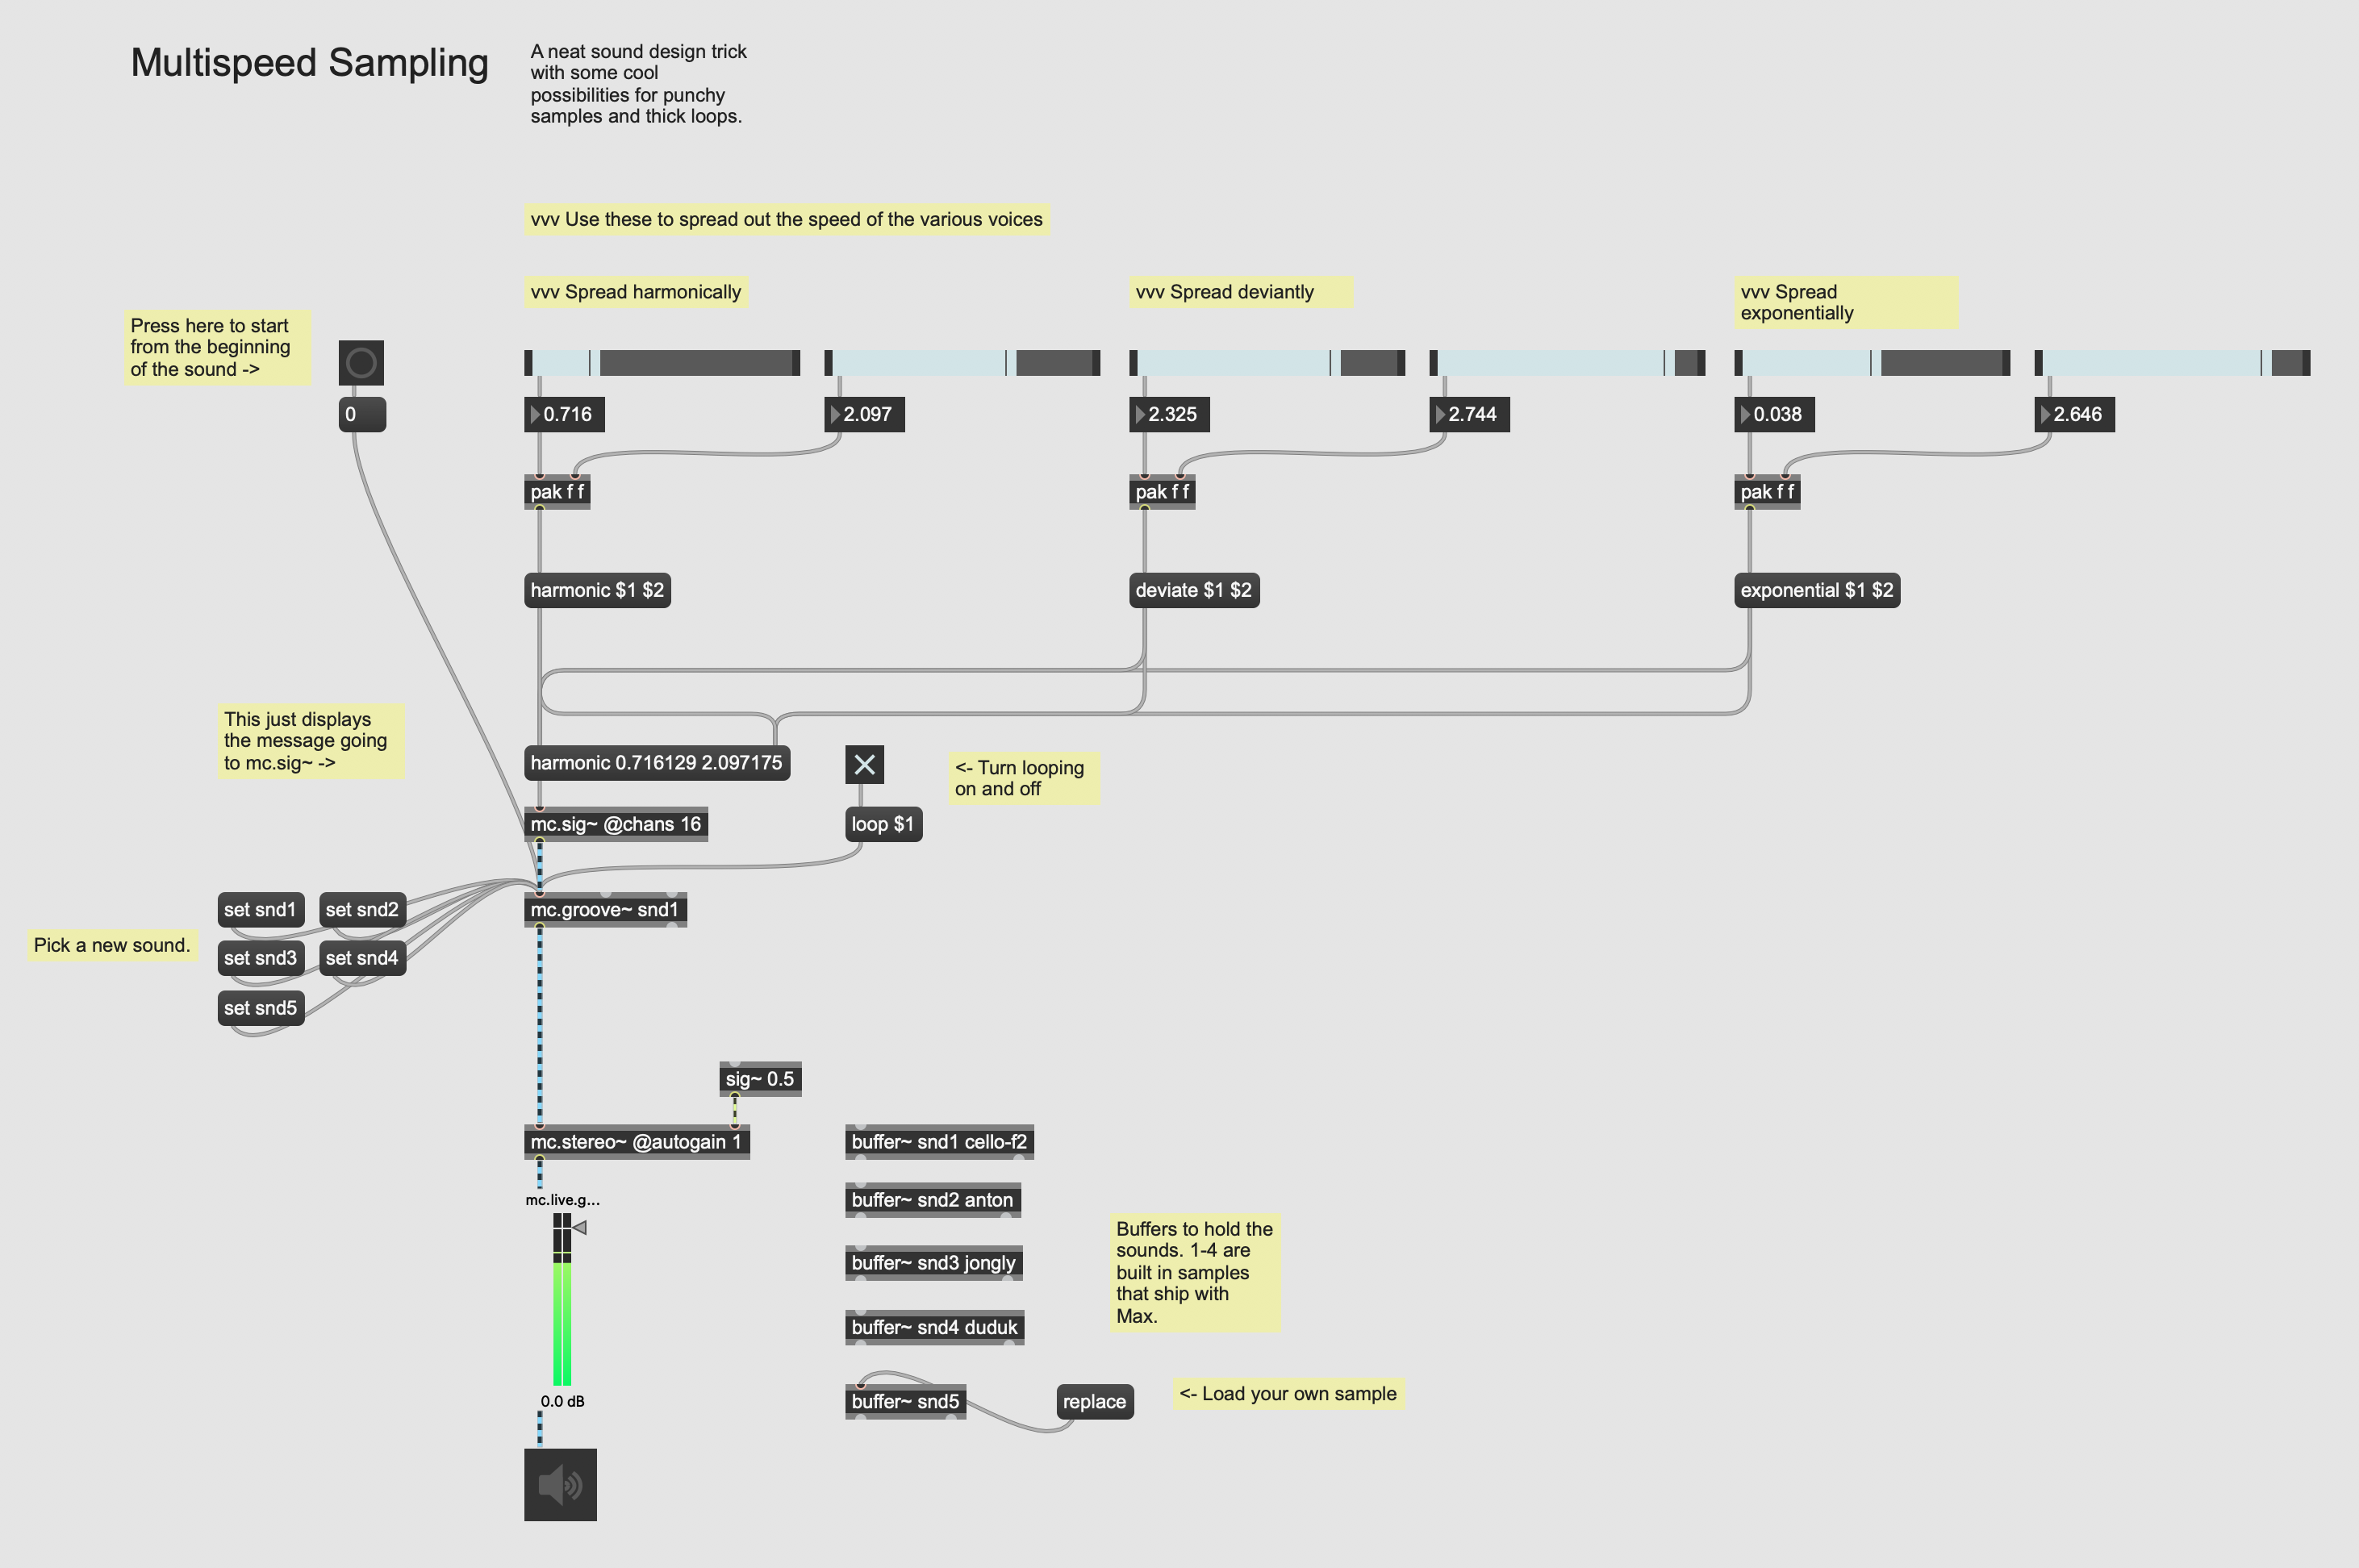 Multispeed Sampling
A neat sound design trick
with some cool
possibilities for punchy
samples and thick loops.
vvv Use these to spread out the speed of the various voices
vvv Spread harmonically
vvv Spread deviantly
vvv Spread
exponentially
Press here to start
from the beginning
of the sound ->
0
0.716
2.097
2.325
2.744
0.038
2.646
pak f f
pak f f
pak f f
harmonic $1 $2
deviate $1 $2
exponential $1 $2
This just displays
the message going
to mc.sig~ ->
harmonic 0.716129 2.097175
<- Turn looping
on and off
mc.sig~ @chans 16
loop $1
set snd1
set snd2
mc.groove~ snd1
Pick a new sound.
set snd3
set snd4
set snd5
sig~ 0.5
mc.stereo~ @autogain 1
buffer~ snd1 cello-f2
mc.live.g...
buffer~ snd2 anton
Buffers to hold the
sounds. 1-4 are
built in samples
that ship with
Max.
buffer~ snd3 jongly
buffer~ snd4 duduk
0.0 dB
buffer~ snd5
replace
<- Load your own sample